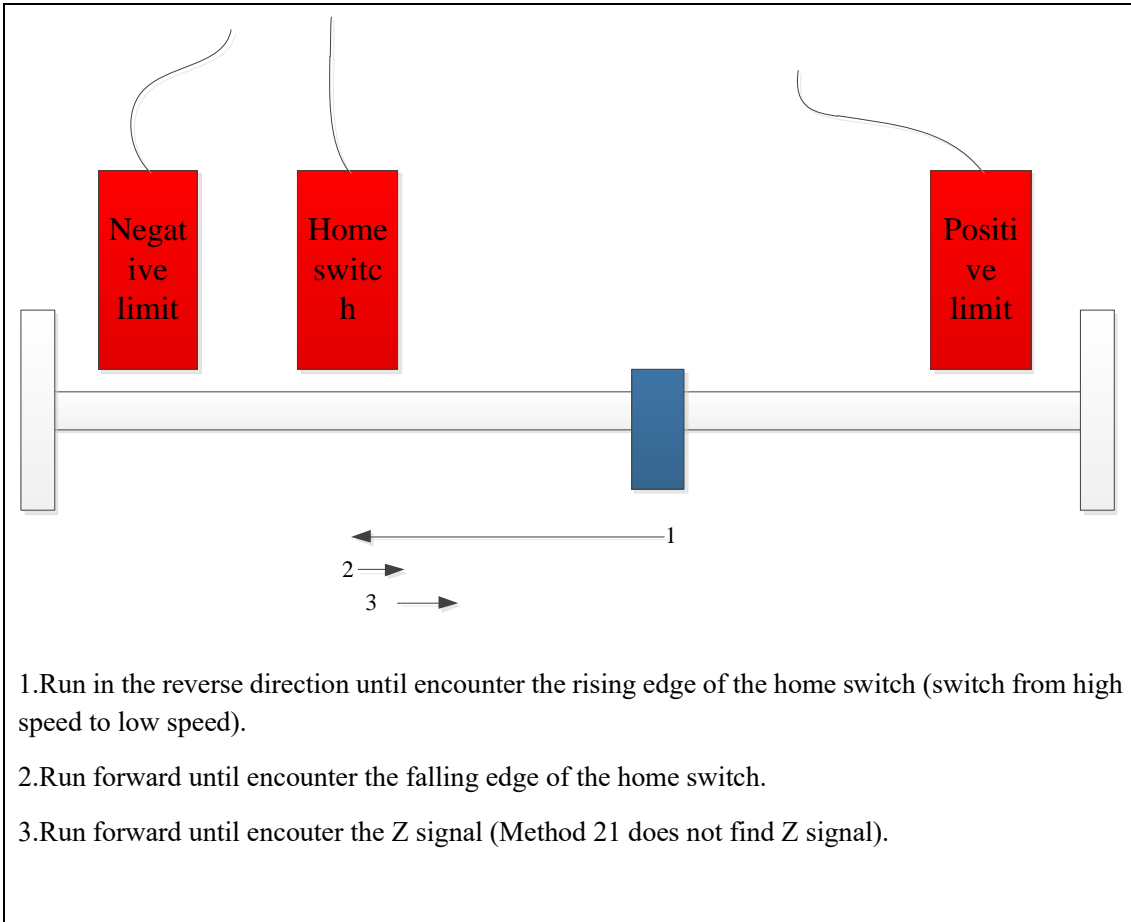 Negat
ive
limit
Home
switc
h
Positi
ve
limit
1
2
3
1.Run in the reverse direction until encounter the rising edge of the home switch (switch from high
speed to low speed).
2.Run forward until encounter the falling edge of the home switch.
3.Run forward until encouter the Z signal (Method 21 does not find Z signal).